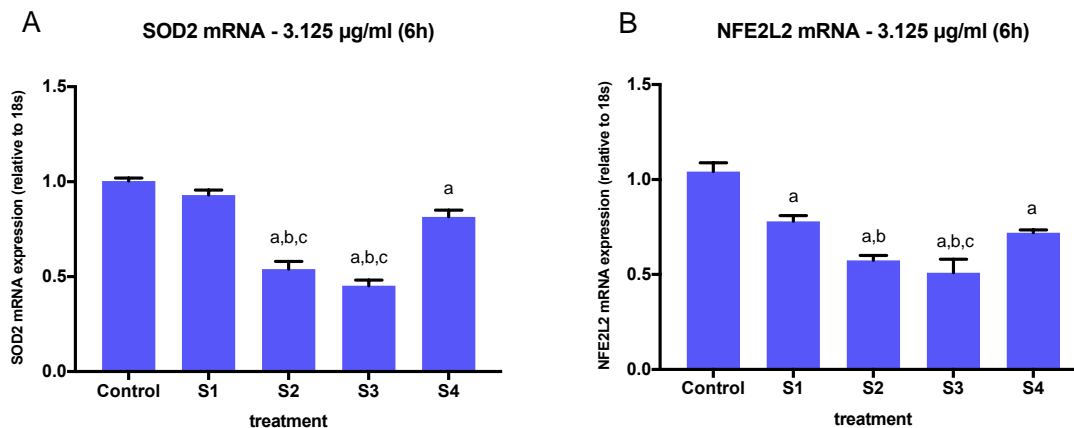 A
SOD2 mRNA - 3.125 µg/ml (6h)
SOD2 mRNA expression (relative to 18s)
1.5
1.0
0.5
0.0
a,b,c
a,b,c
a
Control S1 S2 S3 S4
treatment
B
NFE2L2 mRNA - 3.125 µg/ml (6h)
NFE2L2 mRNA expression (relative to 18s)
1.5
1.0
0.5
0.0
a
a,b
a,b,c
a
Control S1 S2 S3 S4
treatment